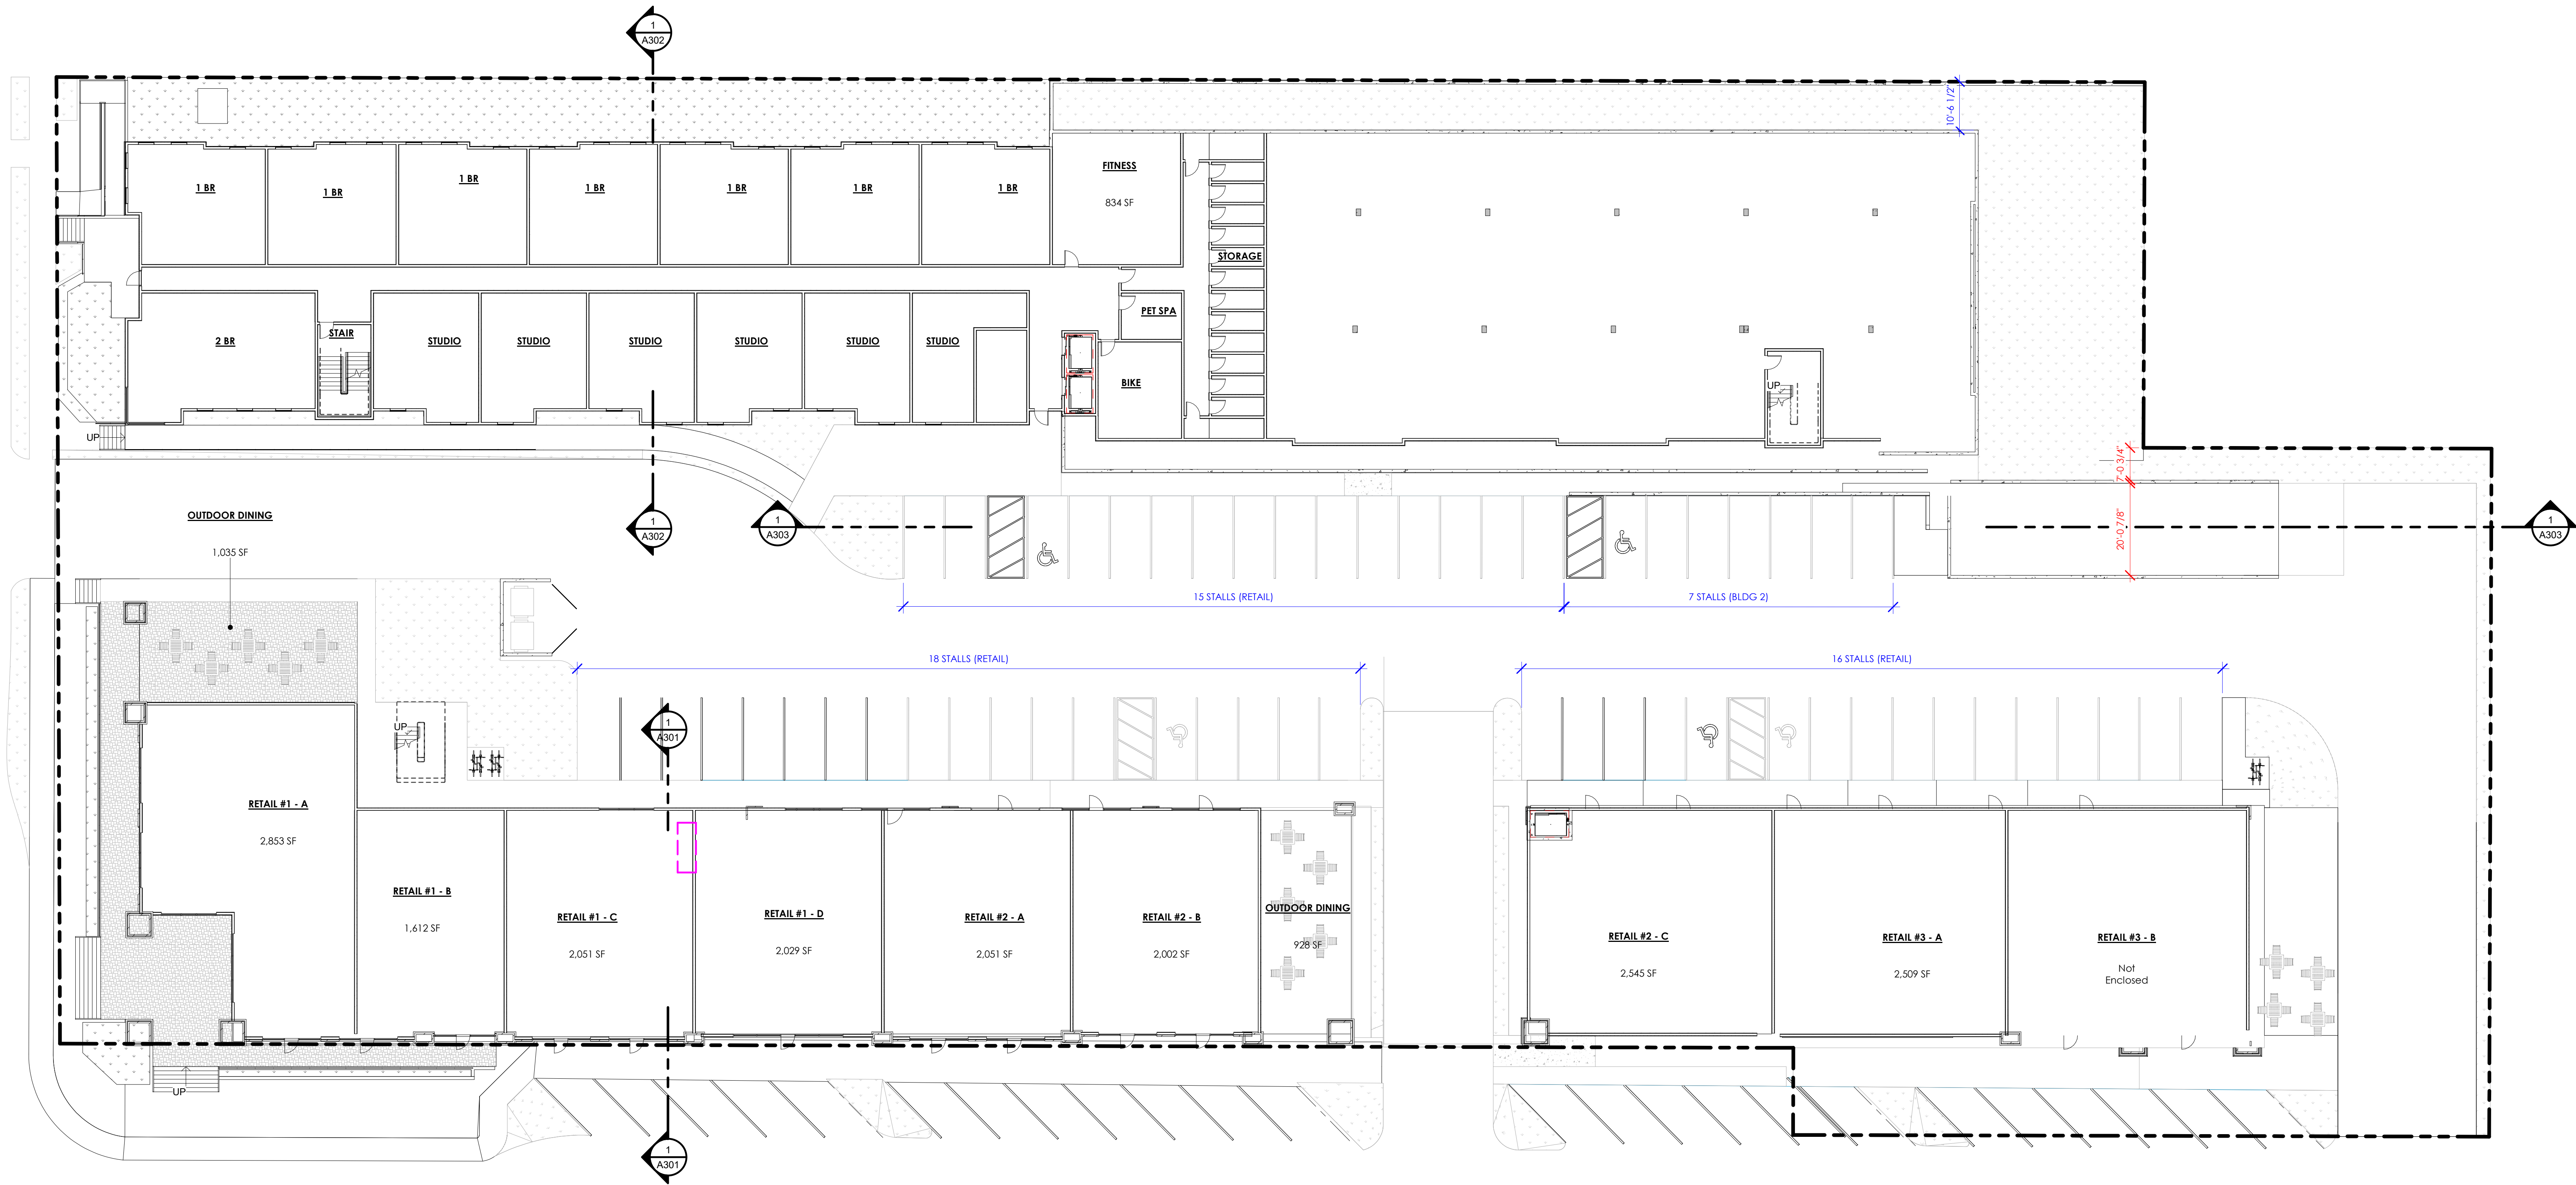 1
A302
10'-6 1/2"
1 BR
1 BR
1 BR
1 BR
1 BR
1 BR
1 BR
FITNESS
834 SF
STORAGE
PET SPA
BIKE
2 BR
STAIR
STUDIO
STUDIO
STUDIO
STUDIO
STUDIO
STUDIO
UP
UP
7'-0 3/4"
20'-0 7/8"
OUTDOOR DINING
1,035 SF
1
A302
1
A303
1
A303
15 STALLS (RETAIL)
7 STALLS (BLDG 2)
18 STALLS (RETAIL)
16 STALLS (RETAIL)
UP
1
A301
RETAIL #1 - A
2,853 SF
RETAIL #1 - B
1,612 SF
RETAIL #1 - C
2,051 SF
RETAIL #1 - D
2,029 SF
RETAIL #2 - A
2,051 SF
RETAIL #2 - B
2,002 SF
OUTDOOR DINING
928 SF
RETAIL #2 - C
2,545 SF
RETAIL #3 - A
2,509 SF
RETAIL #3 - B
Not
Enclosed
UP
1
A301